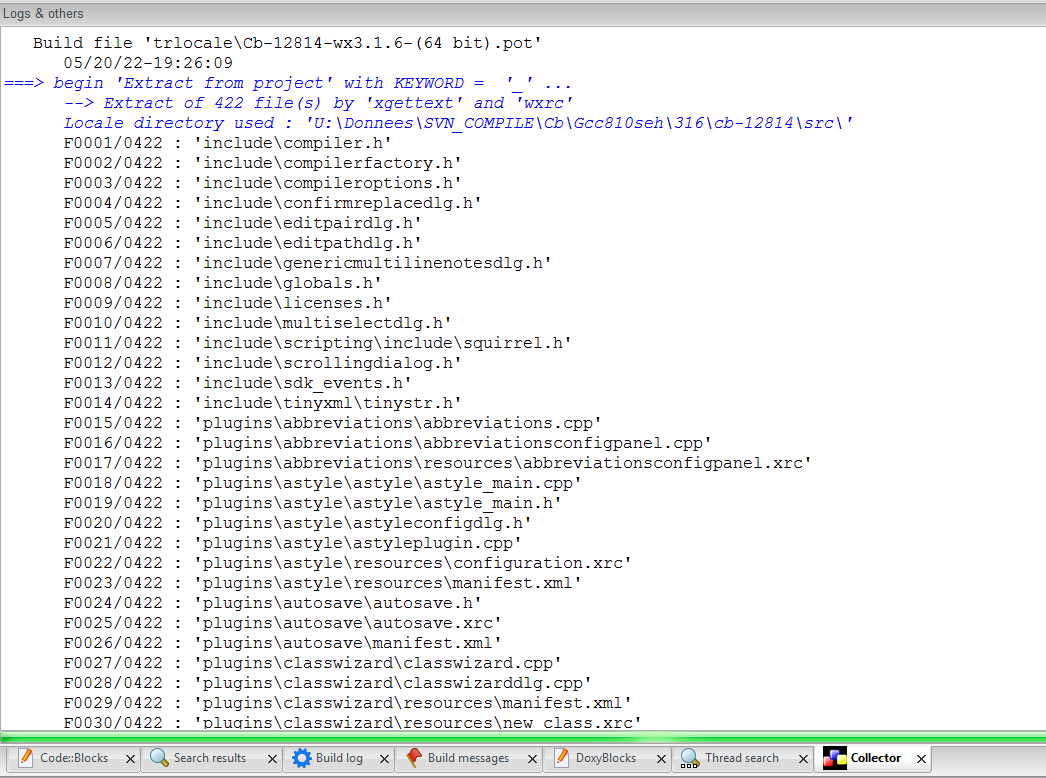 Logs & others
Build file 'trlocale\Cb-12814-wx3.1.6-(64 bit).pot'
05/20/22-19:26:09
===> begin 'Extract from project' with KEYWORD =  '_' ...
--> Extract of 422 file(s) by 'xgettext' and 'wxrc'
Locale directory used : 'U:\Donnees\SVN_COMPILE\Cb\Gcc810seh\316\cb-12814\src\'
F0001/0422 : 'include\compiler.h'
F0002/0422 : 'include\compilerfactory.h'
F0003/0422 : 'include\compileroptions.h'
F0004/0422 : 'include\confirmreplacedlg.h'
F0005/0422 : 'include\editpairdlg.h'
F0006/0422 : 'include\editpathdlg.h'
F0007/0422 : 'include\genericmultilinenotesdlg.h'
F0008/0422 : 'include\globals.h'
F0009/0422 : 'include\licenses.h'
F0010/0422 : 'include\multiselectdlg.h'
F0011/0422 : 'include\scripting\include\squirrel.h'
F0012/0422 : 'include\scrollingdialog.h'
F0013/0422 : 'include\sdk_events.h'
F0014/0422 : 'include\tinyxml\tinystr.h'
F0015/0422 : 'plugins\abbreviations\abbreviations.cpp'
F0016/0422 : 'plugins\abbreviations\abbreviationsconfigpanel.cpp'
F0017/0422 : 'plugins\abbreviations\resources\abbreviationsconfigpanel.xrc'
F0018/0422 : 'plugins\astyle\astyle\astyle_main.cpp'
F0019/0422 : 'plugins\astyle\astyle\astyle_main.h'
F0020/0422 : 'plugins\astyle\astyleconfigdlg.h'
F0021/0422 : 'plugins\astyle\astyleplugin.cpp'
F0022/0422 : 'plugins\astyle\resources\configuration.xrc'
F0023/0422 : 'plugins\astyle\resources\manifest.xml'
F0024/0422 : 'plugins\autosave\autosave.h'
F0025/0422 : 'plugins\autosave\autosave.xrc'
F0026/0422 : 'plugins\autosave\manifest.xml'
F0027/0422 : 'plugins\classwizard\classwizard.cpp'
F0028/0422 : 'plugins\classwizard\classwizarddlg.cpp'
F0029/0422 : 'plugins\classwizard\resources\manifest.xml'
F0030/0422 : 'plugins\classwizard\resources\new_class.xrc'
Code::Blocks Search results Build log Build messages DoxyBlocks Thread search Collector